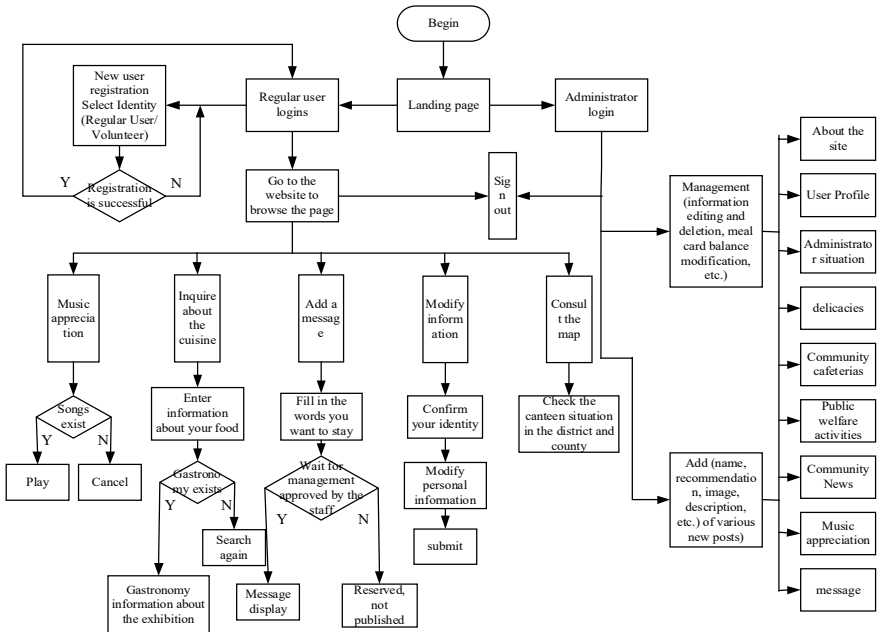 Begin
New user
registration
Select Identity
(Regular User/
Volunteer)
Regular user
logins
Landing page
Administrator
login
Y
Registration
is successful
N
Go to the
website to
browse the page
Sig
n
out
Management
(information
editing and
deletion, meal
card balance
modification,
etc.)
About the
site
User Profile
Administrato
r situation
delicacies
Community
cafeterias
Public
welfare
activities
Community
News
Music
appreciation
message
Music
apprecia
tion
Inquire
about
the
cuisine
Add a
messag
e
Modify
inform
ation
Consul
t the
map
Songs
exist
Y
N
Play
Cancel
Enter
information
about your food
Gastrono
my exists
Y
N
Search
again
Gastronomy
information about
the exhibition
Fill in the
words you
want to stay
Wait for
management
approved by the
staff
Y
N
Message
display
Reserved,
not
published
Confirm
your identity
Modify
personal
information
submit
Check the
canteen situation
in the district and
county
Add (name,
recommendatio
n, image,
description,
etc.) of various
new posts)